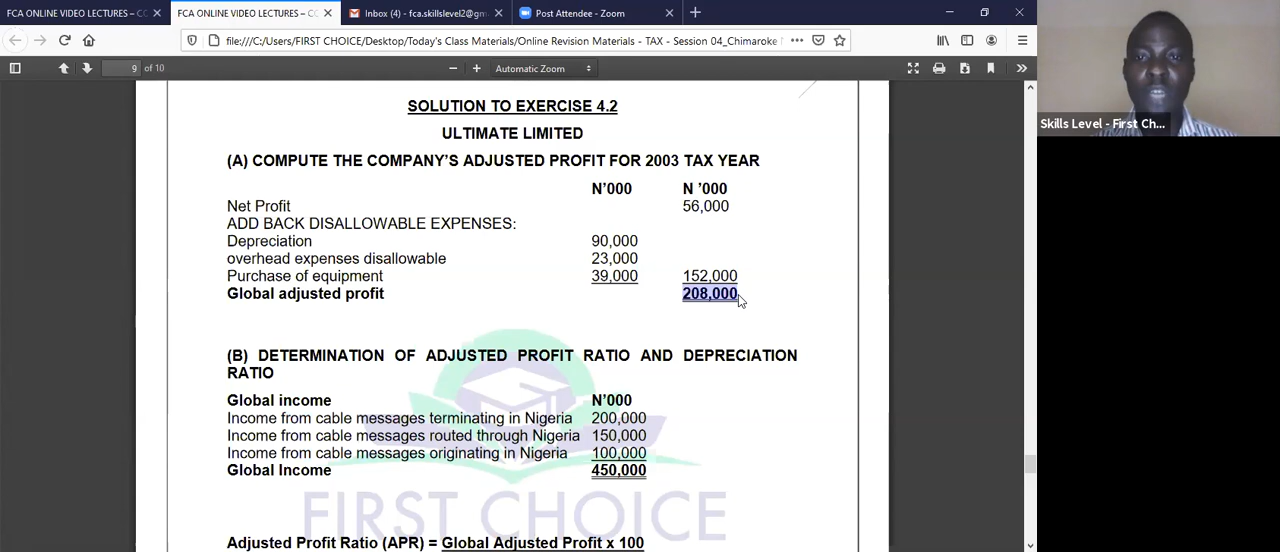 FCA ONLINE VIDEO LECTURES – CC
FCA ONLINE VIDEO LECTURES – CC
Inbox (4) - fca.skillslevel2@gm
Post Attendee - Zoom
file:///C:/Users/FIRST CHOICE/Desktop/Today's Class Materials/Online Revision Materials - TAX - Session 04_Chimaroke
9 of 10
Automatic Zoom
Skills Level - First Ch...
SOLUTION TO EXERCISE 4.2
ULTIMATE LIMITED
(A) COMPUTE THE COMPANY'S ADJUSTED PROFIT FOR 2003 TAX YEAR
N'000 N '000
Net Profit 56,000
ADD BACK DISALLOWABLE EXPENSES:
Depreciation 90,000
overhead expenses disallowable 23,000
Purchase of equipment 39,000 152,000
Global adjusted profit 208,000
(B) DETERMINATION OF ADJUSTED PROFIT RATIO AND DEPRECIATION
RATIO
Global income N'000
Income from cable messages terminating in Nigeria 200,000
Income from cable messages routed through Nigeria 150,000
Income from cable messages originating in Nigeria 100,000
Global Income 450,000
FIRST CHOICE
Adjusted Profit Ratio (APR) = Global Adjusted Profit x 100